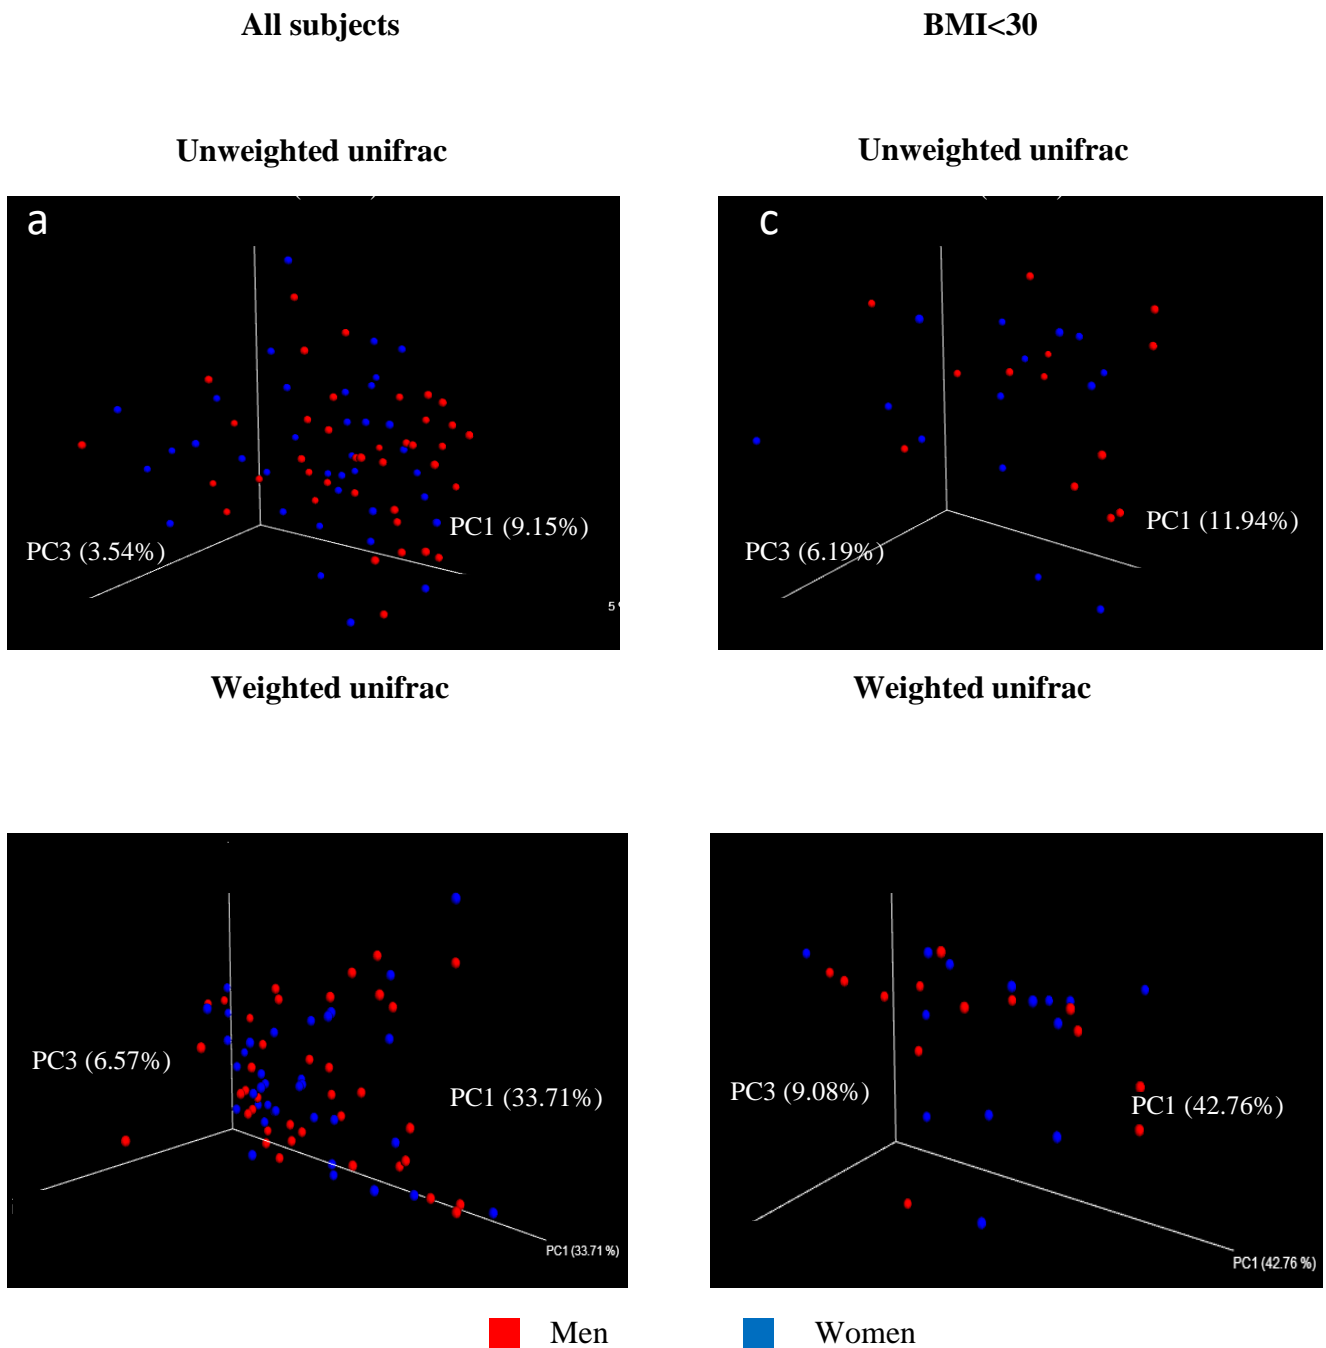 All subjects
BMI<30
Unweighted unifrac
Unweighted unifrac
a
c
PC1 (9.15%)
PC3 (3.54%)
5
PC1 (11.94%)
PC3 (6.19%)
Weighted unifrac
Weighted unifrac
PC3 (6.57%)
PC1 (33.71%)
PC1 (33.71 %)
PC3 (9.08%)
PC1 (42.76%)
PC1 (42.76 %)
Men
Women